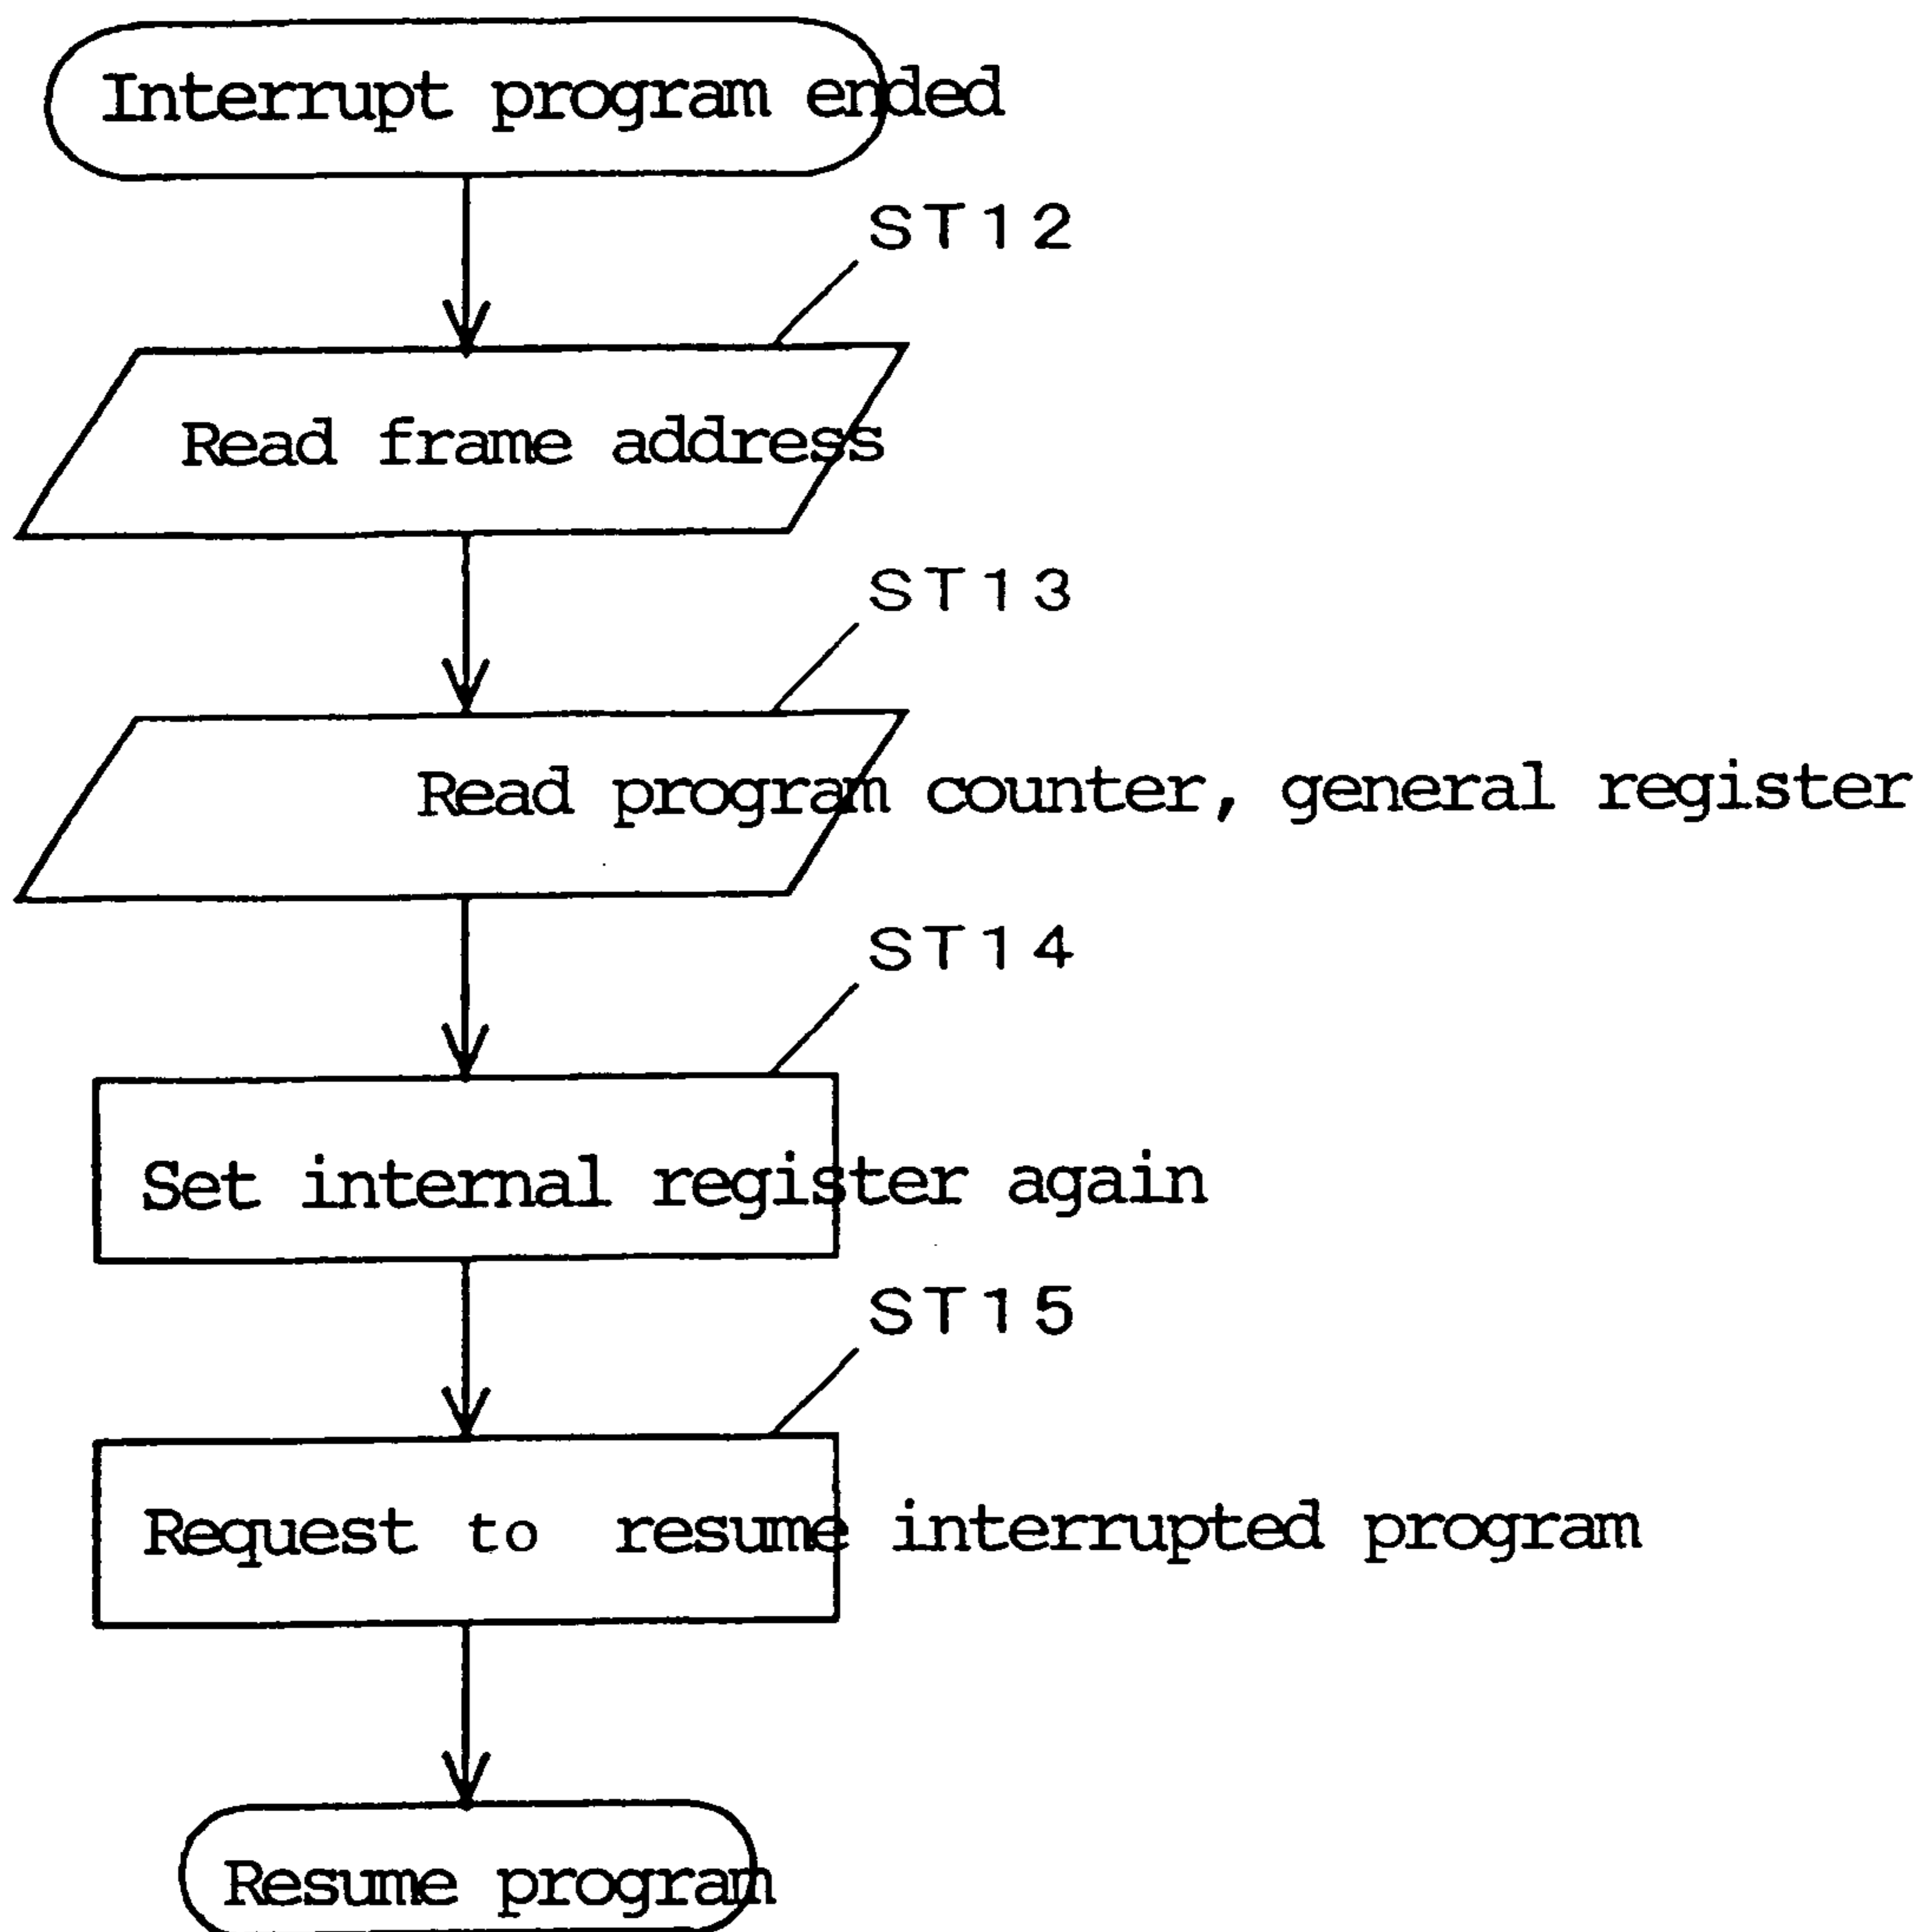 Interrupt program ended
ST12
Read frame address
ST13
Read program counter, general register
ST14
Set internal register again
ST15
Request to resume interrupted program
Resume program